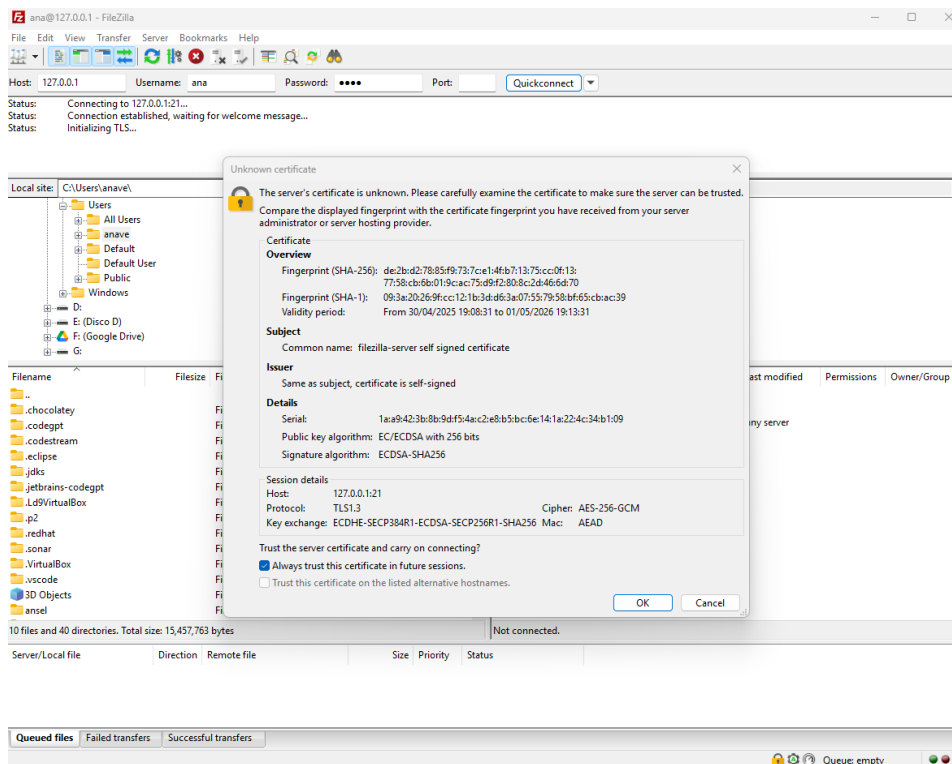 ana@127.0.0.1 - FileZilla
File Edit View Transfer Server Bookmarks Help
Host: 127.0.0.1 Username: ana Password: •••• Port: Quickconnect
Status: Connecting to 127.0.0.1:21...
Status: Connection established, waiting for welcome message...
Status: Initializing TLS...
Local site: C:\Users\anave\
Users
All Users
anave
Default
Default User
Public
Windows
D:
E: (Disco D)
F: (Google Drive)
G:
Filename Filesize Fi
..
.chocolatey Fi
.codegpt Fi
.codestream Fi
.eclipse Fi
.jdks Fi
.jetbrains-codegpt Fi
.Ld9VirtualBox Fi
.p2 Fi
.redhat Fi
.sonar Fi
.VirtualBox Fi
.vscode Fi
3D Objects Fi
ansel Fi
10 files and 40 directories. Total size: 15,457,763 bytes
Unknown certificate
The server's certificate is unknown. Please carefully examine the certificate to make sure the server can be trusted.
Compare the displayed fingerprint with the certificate fingerprint you have received from your server
administrator or server hosting provider.
Certificate
Overview
Fingerprint (SHA-256): de:2b:d2:78:85:f9:73:7c:e1:4f:b7:13:75:cc:0f:13:
77:58:cb:6b:01:9c:ac:75:d9:f2:80:8c:2d:46:6d:70
Fingerprint (SHA-1): 09:3a:20:26:9f:cc:12:1b:3d:d6:3a:07:55:79:58:bf:65:cb:ac:39
Validity period: From 30/04/2025 19:08:31 to 01/05/2026 19:13:31
Subject
Common name: filezilla-server self signed certificate
Issuer
Same as subject, certificate is self-signed
Details
Serial: 1a:a9:42:3b:8b:9d:f5:4a:c2:e8:b5:bc:6e:14:1a:22:4c:34:b1:09
Public key algorithm: EC/ECDSA with 256 bits
Signature algorithm: ECDSA-SHA256
Session details
Host: 127.0.0.1:21
Protocol: TLS1.3 Cipher: AES-256-GCM
Key exchange: ECDHE-SECP384R1-ECDSA-SECP256R1-SHA256 Mac: AEAD
Trust the server certificate and carry on connecting?
Always trust this certificate in future sessions.
Trust this certificate on the listed alternative hostnames.
OK Cancel
ast modified Permissions Owner/Group
ny server
Not connected.
Server/Local file Direction Remote file Size Priority Status
Queued files Failed transfers Successful transfers
Queue: empty